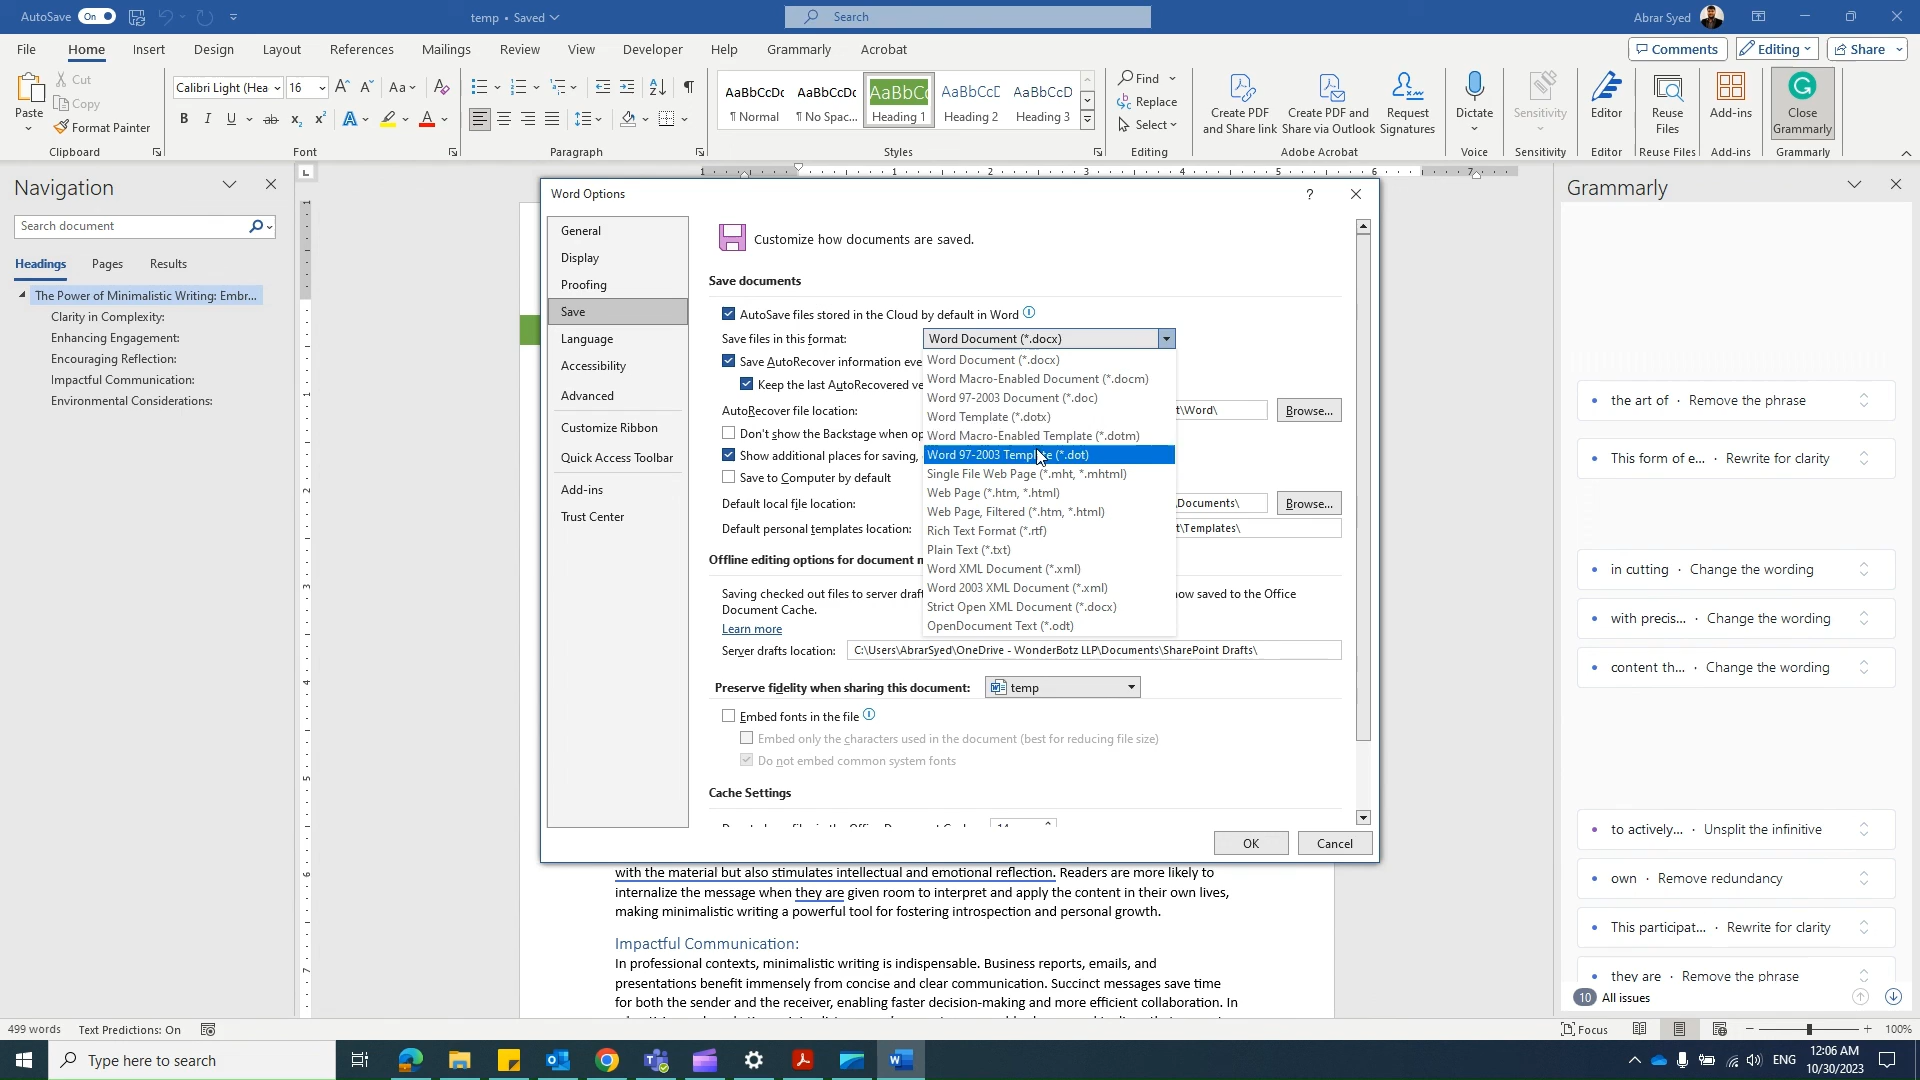 AutoSave On
temp • Saved
Search
Abrar Syed
File Home Insert Design Layout References Mailings Review View Developer Help Grammarly Acrobat
Comments Editing Share
Paste
Cut
Copy
Format Painter
Clipboard
Calibri Light (Hea 16
Font
Paragraph
AaBbCcDc AaBbCcDc AaBbCc AaBbCcC AaBbCcD
¶ Normal ¶ No Spac... Heading 1 Heading 2 Heading 3
Styles
Find
Replace
Select
Editing
Create PDF and Share link
Create PDF and Share via Outlook
Request Signatures
Adobe Acrobat
Dictate
Voice
Sensitivity
Sensitivity
Editor
Editor
Reuse Files
Reuse Files
Add-ins
Add-ins
Close Grammarly
Grammarly
Navigation
Search document
Headings Pages Results
The Power of Minimalistic Writing: Embr...
Clarity in Complexity:
Enhancing Engagement:
Encouraging Reflection:
Impactful Communication:
Environmental Considerations:
Word Options
General
Display
Proofing
Save
Language
Accessibility
Advanced
Customize Ribbon
Quick Access Toolbar
Add-ins
Trust Center
Customize how documents are saved.
Save documents
AutoSave files stored in the Cloud by default in Word
Save files in this format: Word Document (*.docx)
Save AutoRecover information eve
Keep the last AutoRecovered ve
AutoRecover file location: t\Word\ Browse...
Don't show the Backstage when op
Show additional places for saving,
Save to Computer by default
Default local file location: \Documents\ Browse...
Default personal templates location: t\Templates\
Word Document (*.docx)
Word Macro-Enabled Document (*.docm)
Word 97-2003 Document (*.doc)
Word Template (*.dotx)
Word Macro-Enabled Template (*.dotm)
Word 97-2003 Template (*.dot)
Single File Web Page (*.mht, *.mhtml)
Web Page (*.htm, *.html)
Web Page, Filtered (*.htm, *.html)
Rich Text Format (*.rtf)
Plain Text (*.txt)
Word XML Document (*.xml)
Word 2003 XML Document (*.xml)
Strict Open XML Document (*.docx)
OpenDocument Text (*.odt)
Offline editing options for document
Saving checked out files to server draf now saved to the Office
Document Cache.
Learn more
Server drafts location: C:\Users\AbrarSyed\OneDrive - WonderBotz LLP\Documents\SharePoint Drafts\
Preserve fidelity when sharing this document: temp
Embed fonts in the file
Embed only the characters used in the document (best for reducing file size)
Do not embed common system fonts
Cache Settings
OK Cancel
with the material but also stimulates intellectual and emotional reflection. Readers are more likely to
internalize the message when they are given room to interpret and apply the content in their own lives,
making minimalistic writing a powerful tool for fostering introspection and personal growth.
Impactful Communication:
In professional contexts, minimalistic writing is indispensable. Business reports, emails, and
presentations benefit immensely from concise and clear communication. Succinct messages save time
for both the sender and the receiver, enabling faster decision-making and more efficient collaboration. In
Grammarly
the art of · Remove the phrase
This form of e... · Rewrite for clarity
in cutting · Change the wording
with precis... · Change the wording
content th... · Change the wording
to actively... · Unsplit the infinitive
own · Remove redundancy
This participat... · Rewrite for clarity
they are · Remove the phrase
10 All issues
499 words Text Predictions: On
Focus
100%
Type here to search
ENG
12:06 AM
10/30/2023